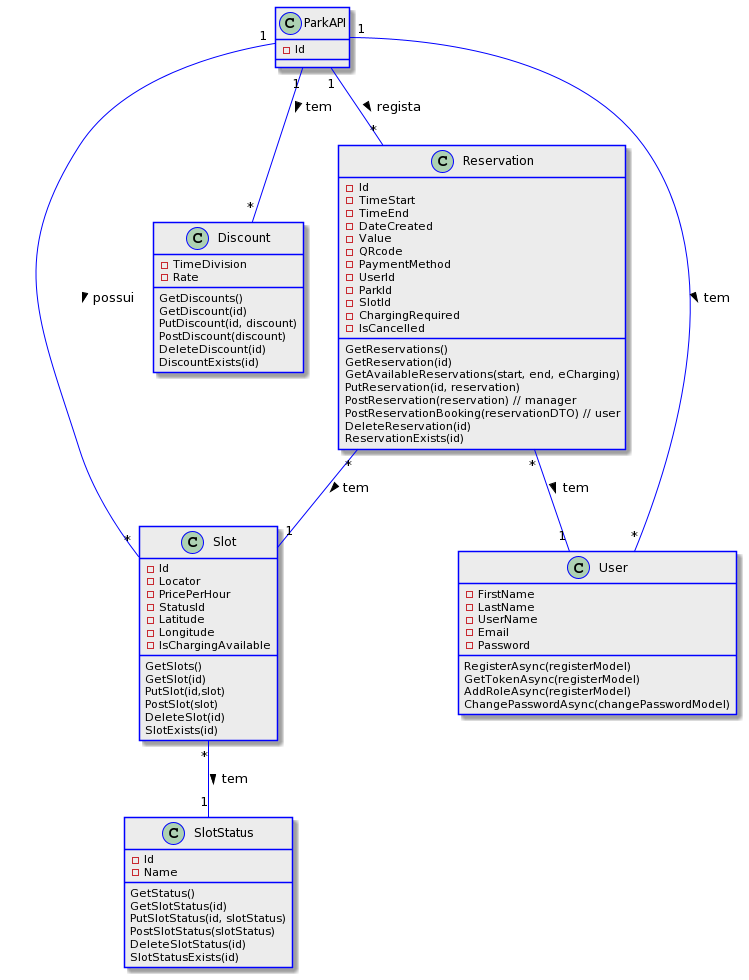 C ParkAPI
Id
1
1
1
1
tem
regista
*
*
C Reservation
Id
TimeStart
TimeEnd
DateCreated
Value
QRcode
PaymentMethod
UserId
ParkId
SlotId
ChargingRequired
IsCancelled
GetReservations()
GetReservation(id)
GetAvailableReservations(start, end, eCharging)
PutReservation(id, reservation)
PostReservation(reservation) // manager
PostReservationBooking(reservationDTO) // user
DeleteReservation(id)
ReservationExists(id)
C Discount
TimeDivision
Rate
GetDiscounts()
GetDiscount(id)
PutDiscount(id, discount)
PostDiscount(discount)
DeleteDiscount(id)
DiscountExists(id)
possui
tem
*
*
tem
tem
*
1
1
*
C Slot
Id
Locator
PricePerHour
StatusId
Latitude
Longitude
IsChargingAvailable
GetSlots()
GetSlot(id)
PutSlot(id,slot)
PostSlot(slot)
DeleteSlot(id)
SlotExists(id)
C User
FirstName
LastName
UserName
Email
Password
RegisterAsync(registerModel)
GetTokenAsync(registerModel)
AddRoleAsync(registerModel)
ChangePasswordAsync(changePasswordModel)
*
tem
1
C SlotStatus
Id
Name
GetStatus()
GetSlotStatus(id)
PutSlotStatus(id, slotStatus)
PostSlotStatus(slotStatus)
DeleteSlotStatus(id)
SlotStatusExists(id)